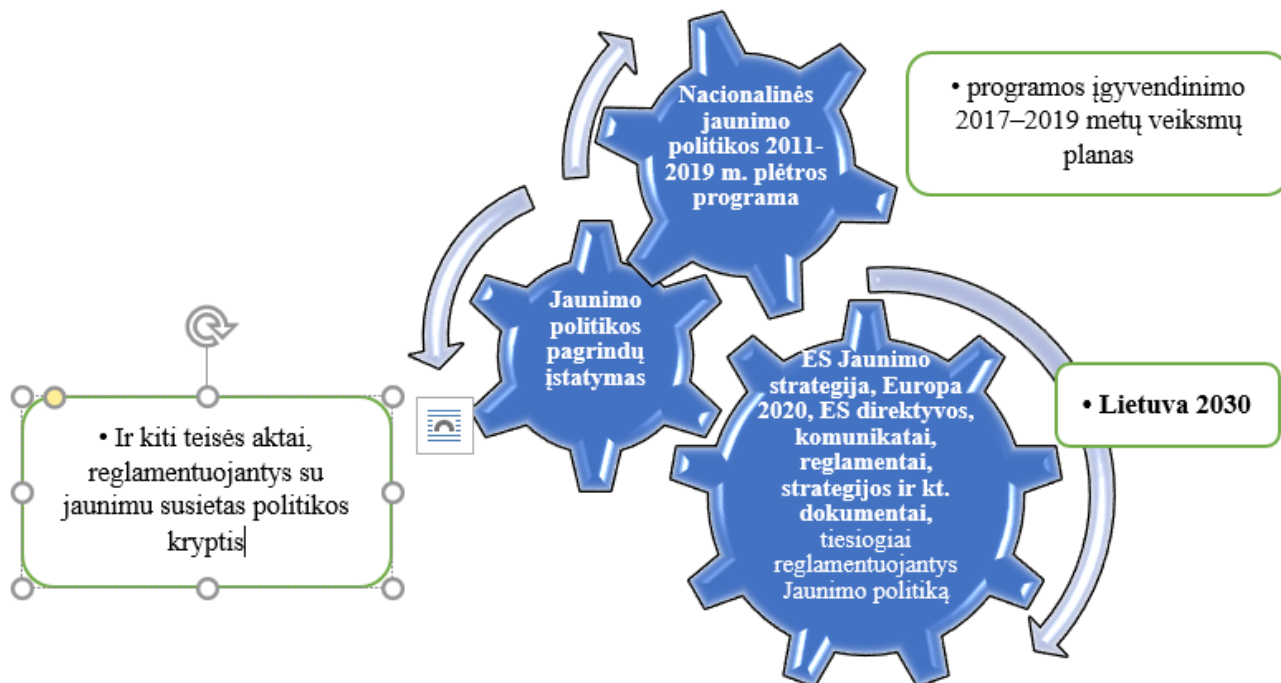 Nacionalinės
jaunimo
politikos 2011-
2019 m. plėtros
programa
• programos įgyvendinimo
2017–2019 metų veiksmų
planas
Jaunimo
politikos
pagrindų
įstatymas
• Ir kiti teisės aktai,
reglamentuojantys su
jaunimu susietas politikos
kryptis
ES Jaunimo
strategija, Europa
2020, ES direktyvos,
komunikatai,
reglamentai,
strategijos ir kt.
dokumentai,
tiesiogiai
reglamentuojantys
Jaunimo politiką
• Lietuva 2030